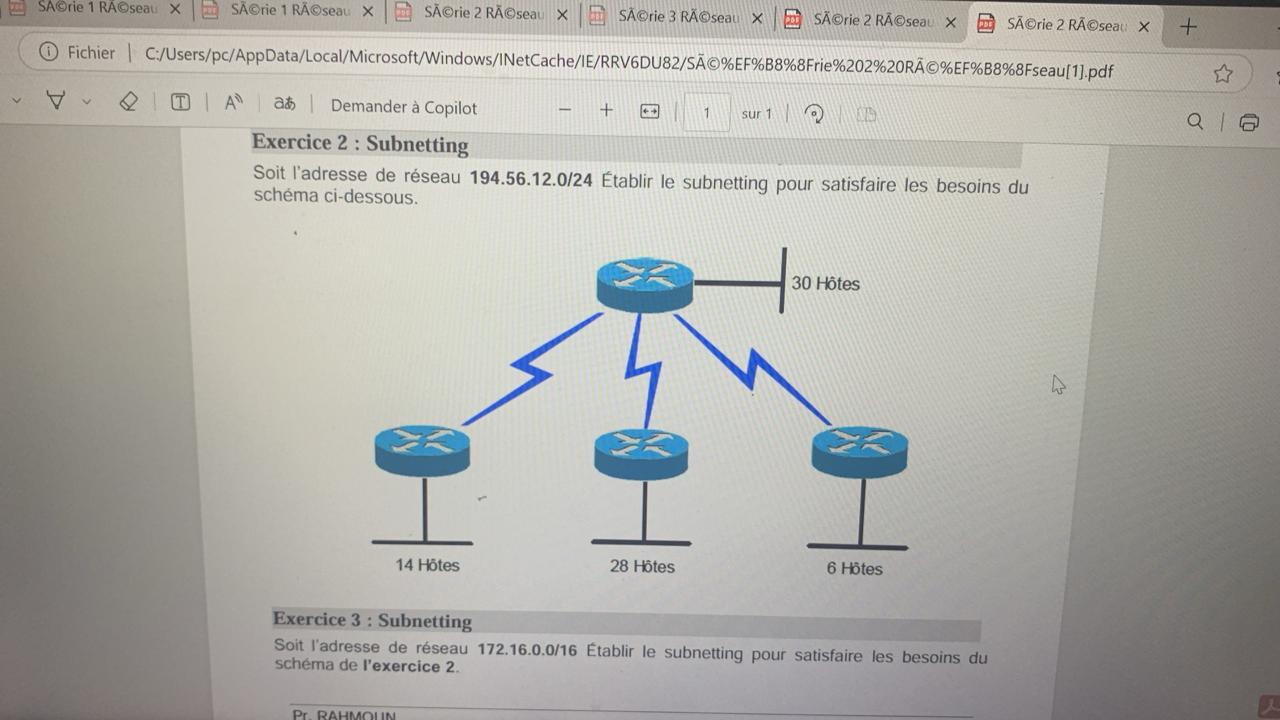 SÃ©rie 1 RÃ©seau
SÃ©rie 1 RÃ©seau
SÃ©rie 2 RÃ©seau
SÃ©rie 3 RÃ©seau
SÃ©rie 2 RÃ©seau
SÃ©rie 2 RÃ©seau
Fichier | C:/Users/pc/AppData/Local/Microsoft/Windows/INetCache/IE/RRV6DU82/SÃ©%EF%B8%8Frie%202%20RÃ©%EF%B8%8Fseau[1].pdf
Demander à Copilot
1 sur 1
Exercice 2 : Subnetting
Soit l'adresse de réseau 194.56.12.0/24 Établir le subnetting pour satisfaire les besoins du
schéma ci-dessous.
30 Hôtes
14 Hôtes
28 Hôtes
6 Hôtes
Exercice 3 : Subnetting
Soit l'adresse de réseau 172.16.0.0/16 Établir le subnetting pour satisfaire les besoins du
schéma de l'exercice 2.
Pr. RAHMOUN